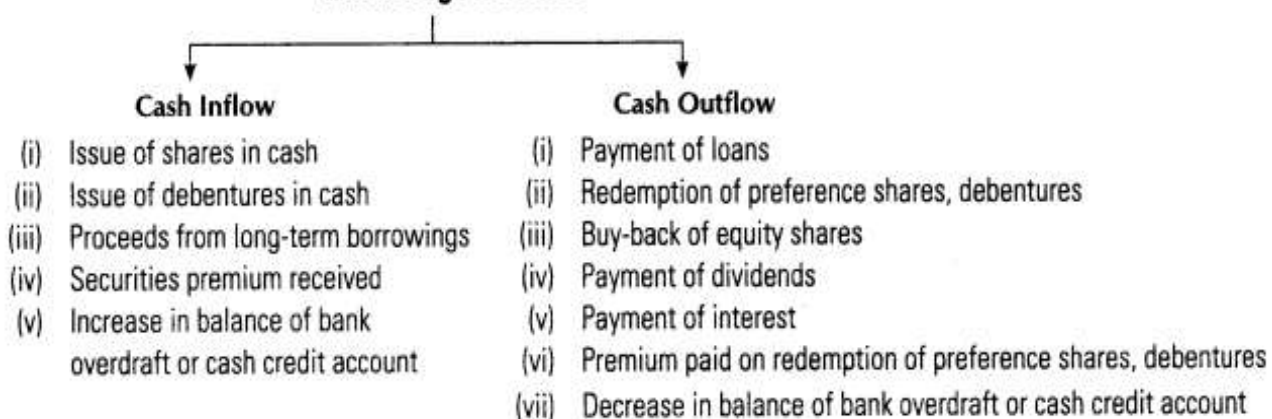 Cash Inflow
(i) Issue of shares in cash
(ii) Issue of debentures in cash
(iii) Proceeds from long-term borrowings
(iv) Securities premium received
(v) Increase in balance of bank
overdraft or cash credit account
Cash Outflow
(i) Payment of loans
(ii) Redemption of preference shares, debentures
(iii) Buy-back of equity shares
(iv) Payment of dividends
(v) Payment of interest
(vi) Premium paid on redemption of preference shares, debentures
(vii) Decrease in balance of bank overdraft or cash credit account